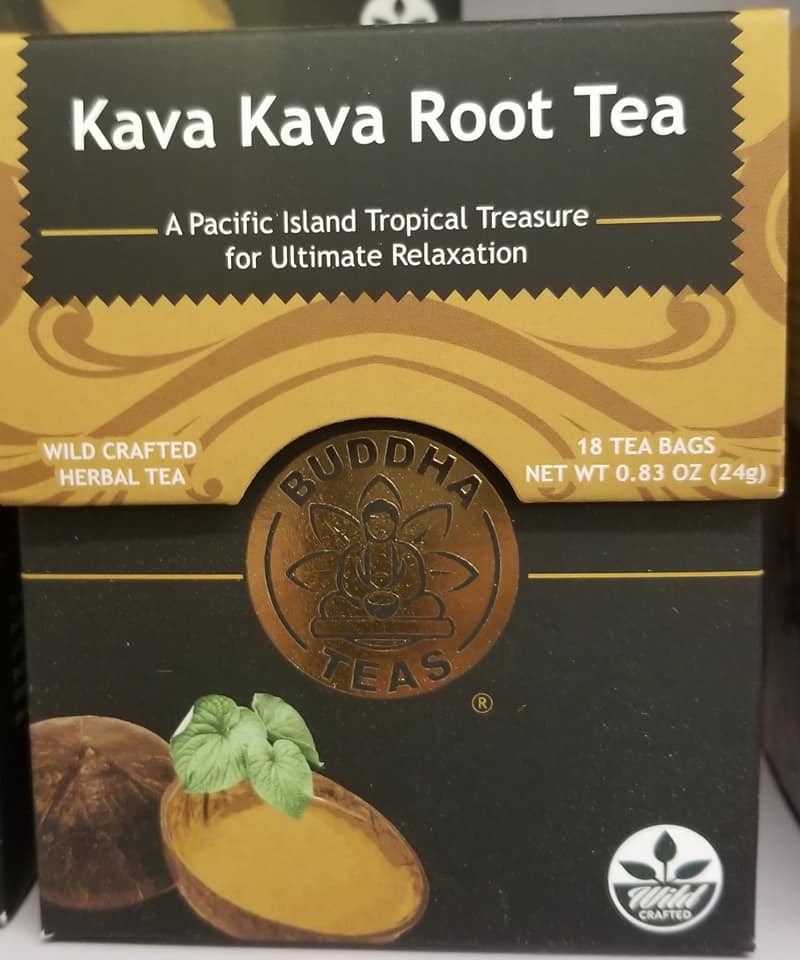 Kava Kava Root Tea
A Pacific Island Tropical Treasure
for Ultimate Relaxation
WILD CRAFTED
HERBAL TEA
18 TEA BAGS
NET WT 0.83 OZ (24g)
BUDDHA
TEAS
®
Wild
CRAFTED